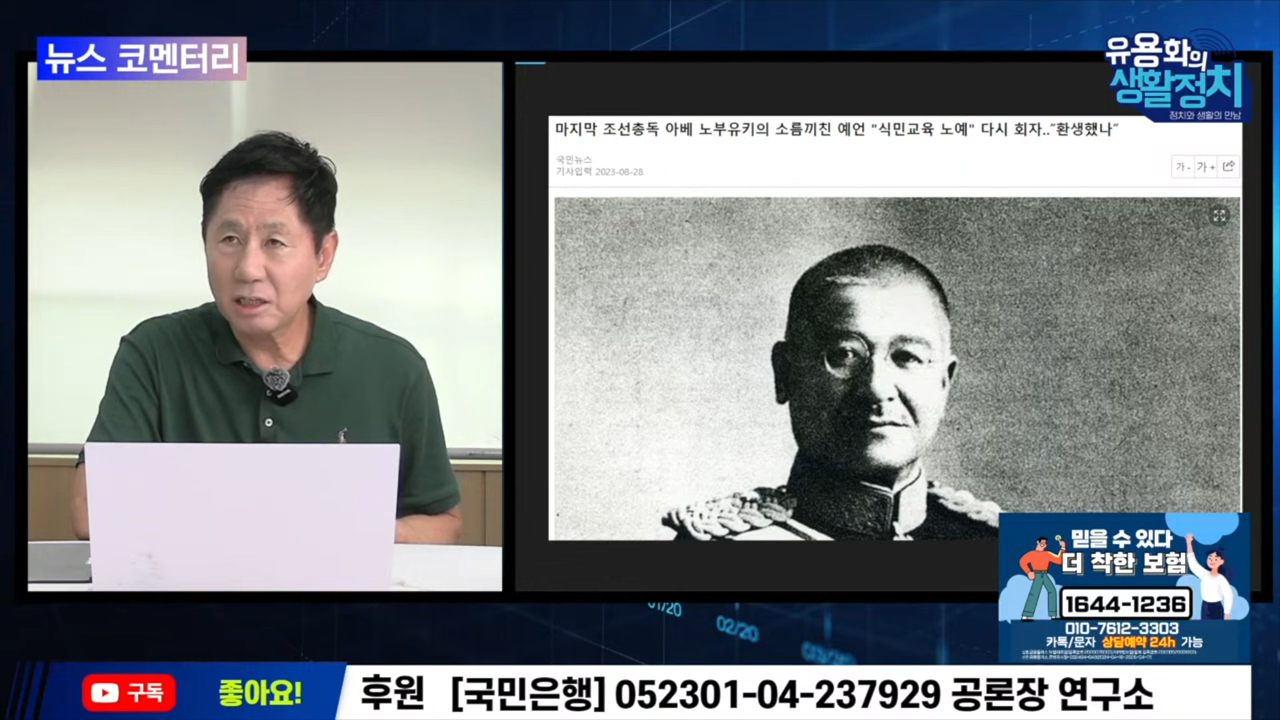 뉴스 코멘터리
유용화의
생활정치
정치와 생활의 만남
마지막 조선총독 아베 노부유키의 소름끼친 예언 "식민교육 노예" 다시 회자.."환생했나"
국민뉴스
기사입력 2023-08-28
가- 가+
믿을 수 있다
더 착한 보험
1644-1236
010-7612-3303
카톡/문자 상담예약 24h 가능
01/20
02/20
구독 좋아요! 후원 [국민은행] 052301-04-237929 공론장 연구소